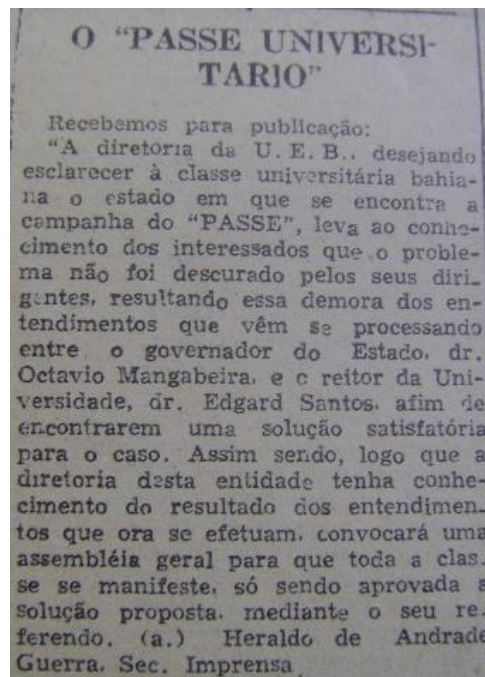 O “PASSE UNIVERSI-
TARIO”
Recebemos para publicação:
“A diretoria da U. E. B., desejando
esclarecer à classe universitária bahia-
na o estado em que se encontra a
campanha do “PASSE”, leva ao conhe-
cimento dos interessados que o proble-
ma não foi descurado pelos seus diri-
gentes, resultando essa demora dos en-
tendimentos que vêm se processando
entre o governador do Estado, dr.
Octavio Mangabeira, e o reitor da Uni-
versidade, dr. Edgard Santos, afim de
encontrarem uma solução satisfatória
para o caso. Assim sendo, logo que a
diretoria desta entidade tenha conhe-
cimento do resultado dos entendimen-
tos que ora se efetuam, convocará uma
assembléia geral para que toda a clas-
se se manifeste, só sendo aprovada a
solução proposta, mediante o seu re-
ferendo. (a.) Heraldo de Andrade
Guerra, Sec. Imprensa